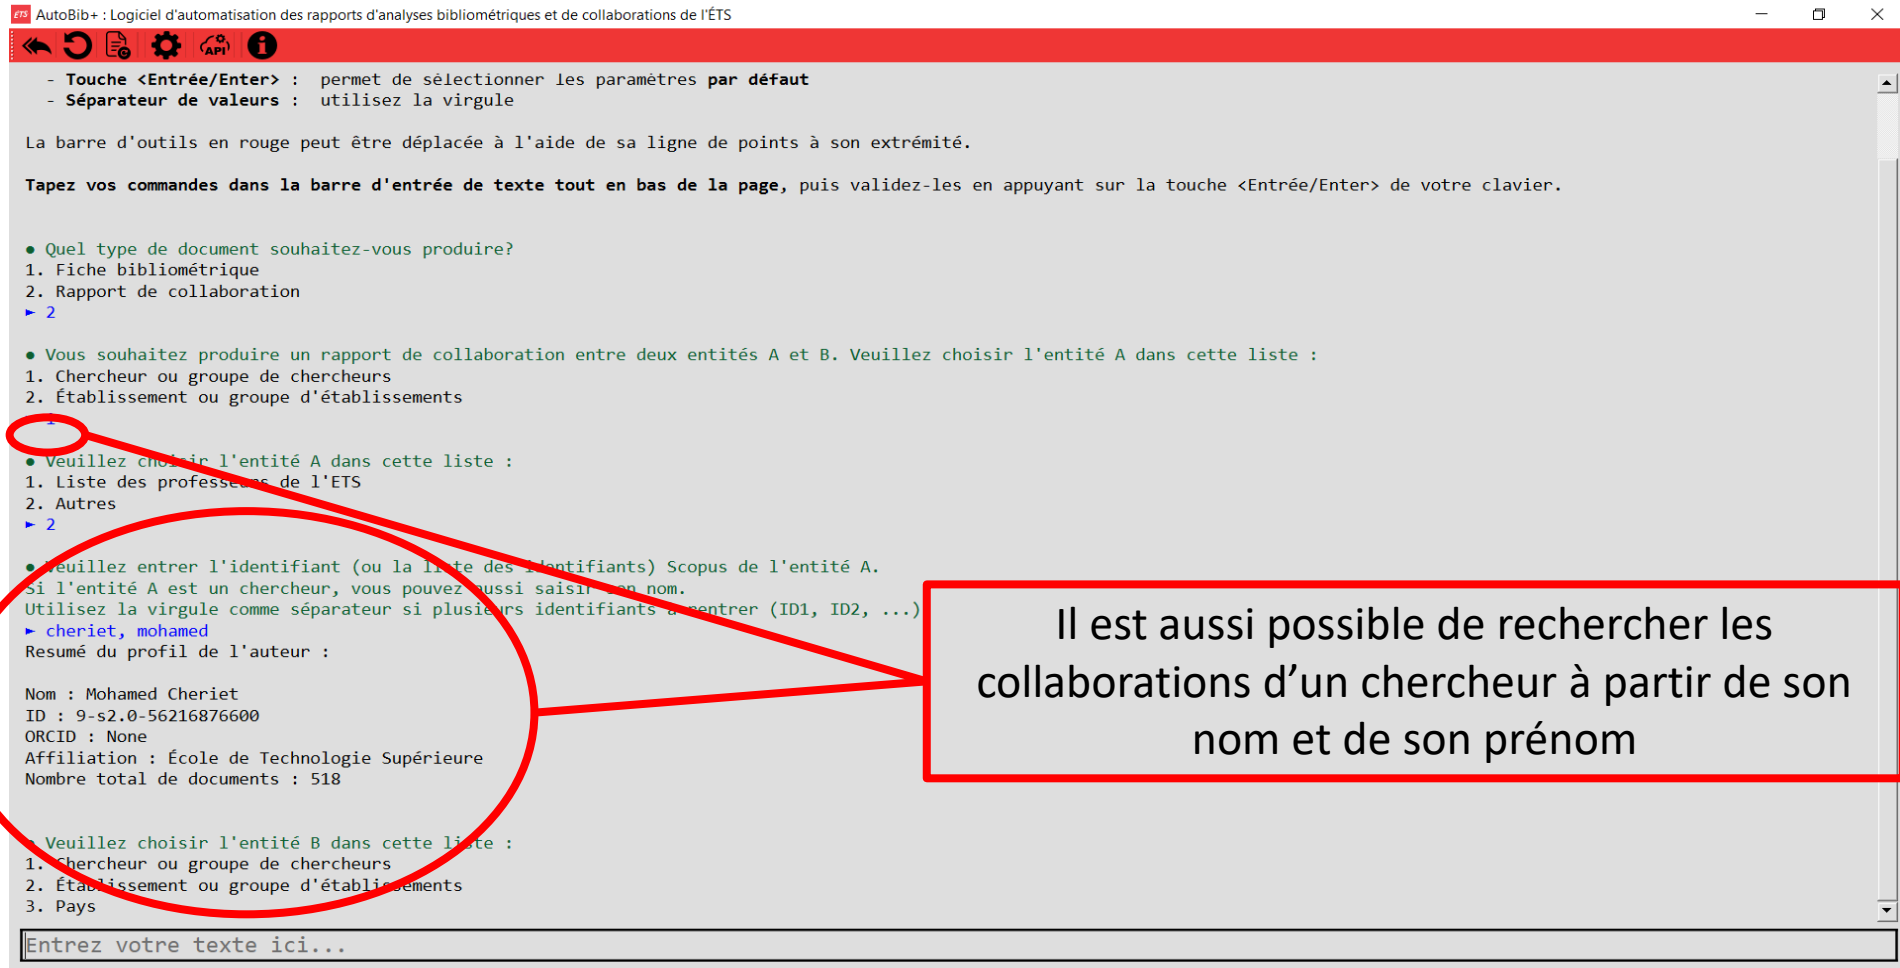 ÉTS AutoBib+ : Logiciel d'automatisation des rapports d'analyses bibliométriques et de collaborations de l'ÉTS
API
- Touche <Entrée/Enter> : permet de sélectionner les paramètres par défaut
- Séparateur de valeurs : utilisez la virgule
La barre d'outils en rouge peut être déplacée à l'aide de sa ligne de points à son extrémité.
Tapez vos commandes dans la barre d'entrée de texte tout en bas de la page, puis validez-les en appuyant sur la touche <Entrée/Enter> de votre clavier.
● Quel type de document souhaitez-vous produire?
1. Fiche bibliométrique
2. Rapport de collaboration
► 2
● Vous souhaitez produire un rapport de collaboration entre deux entités A et B. Veuillez choisir l'entité A dans cette liste :
1. Chercheur ou groupe de chercheurs
2. Établissement ou groupe d'établissements
1
● Veuillez choisir l'entité A dans cette liste :
1. Liste des professeurs de l'ETS
2. Autres
► 2
● Veuillez entrer l'identifiant (ou la liste des identifiants) Scopus de l'entité A.
Si l'entité A est un chercheur, vous pouvez aussi saisir son nom.
Utilisez la virgule comme séparateur si plusieurs identifiants à rentrer (ID1, ID2, ...)
► cheriet, mohamed
Resumé du profil de l'auteur :
Nom : Mohamed Cheriet
ID : 9-s2.0-56216876600
ORCID : None
Affiliation : École de Technologie Supérieure
Nombre total de documents : 518
● Veuillez choisir l'entité B dans cette liste :
1. Chercheur ou groupe de chercheurs
2. Établissement ou groupe d'établissements
3. Pays
Entrez votre texte ici...
Il est aussi possible de rechercher les
collaborations d’un chercheur à partir de son
nom et de son prénom